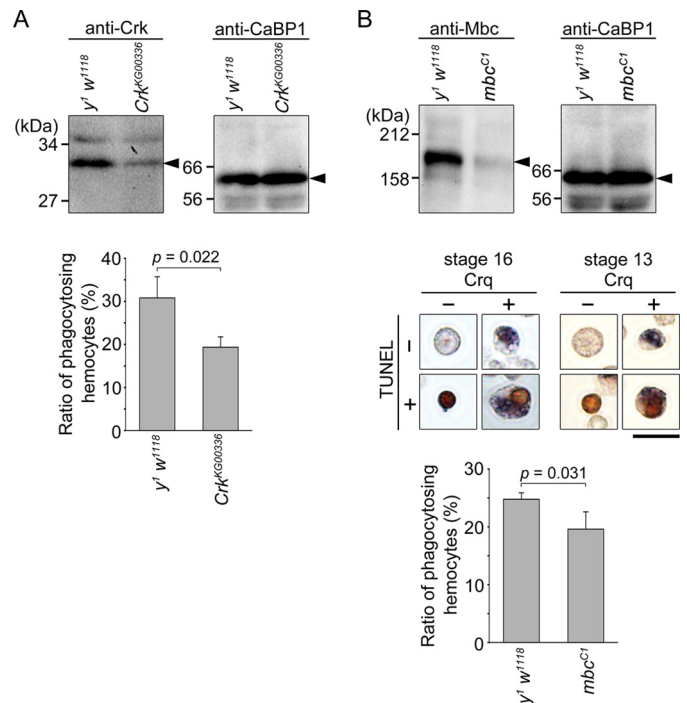 A
anti-Crk
anti-CaBP1
y¹ w¹¹¹⁸
Crkᴷᴳ⁰⁰³³⁶
y¹ w¹¹¹⁸
Crkᴷᴳ⁰⁰³³⁶
(kDa)
34
27
66
56
Ratio of phagocytosing
hemocytes (%)
40
30
20
10
0
p = 0.022
y¹ w¹¹¹⁸
Crkᴷᴳ⁰⁰³³⁶
B
anti-Mbc
anti-CaBP1
y¹ w¹¹¹⁸
mbcᶜ¹
y¹ w¹¹¹⁸
mbcᶜ¹
(kDa)
212
158
66
56
stage 16
Crq
stage 13
Crq
− +
− +
TUNEL
−
+
Ratio of phagocytosing
hemocytes (%)
30
20
10
0
p = 0.031
y¹ w¹¹¹⁸
mbcᶜ¹